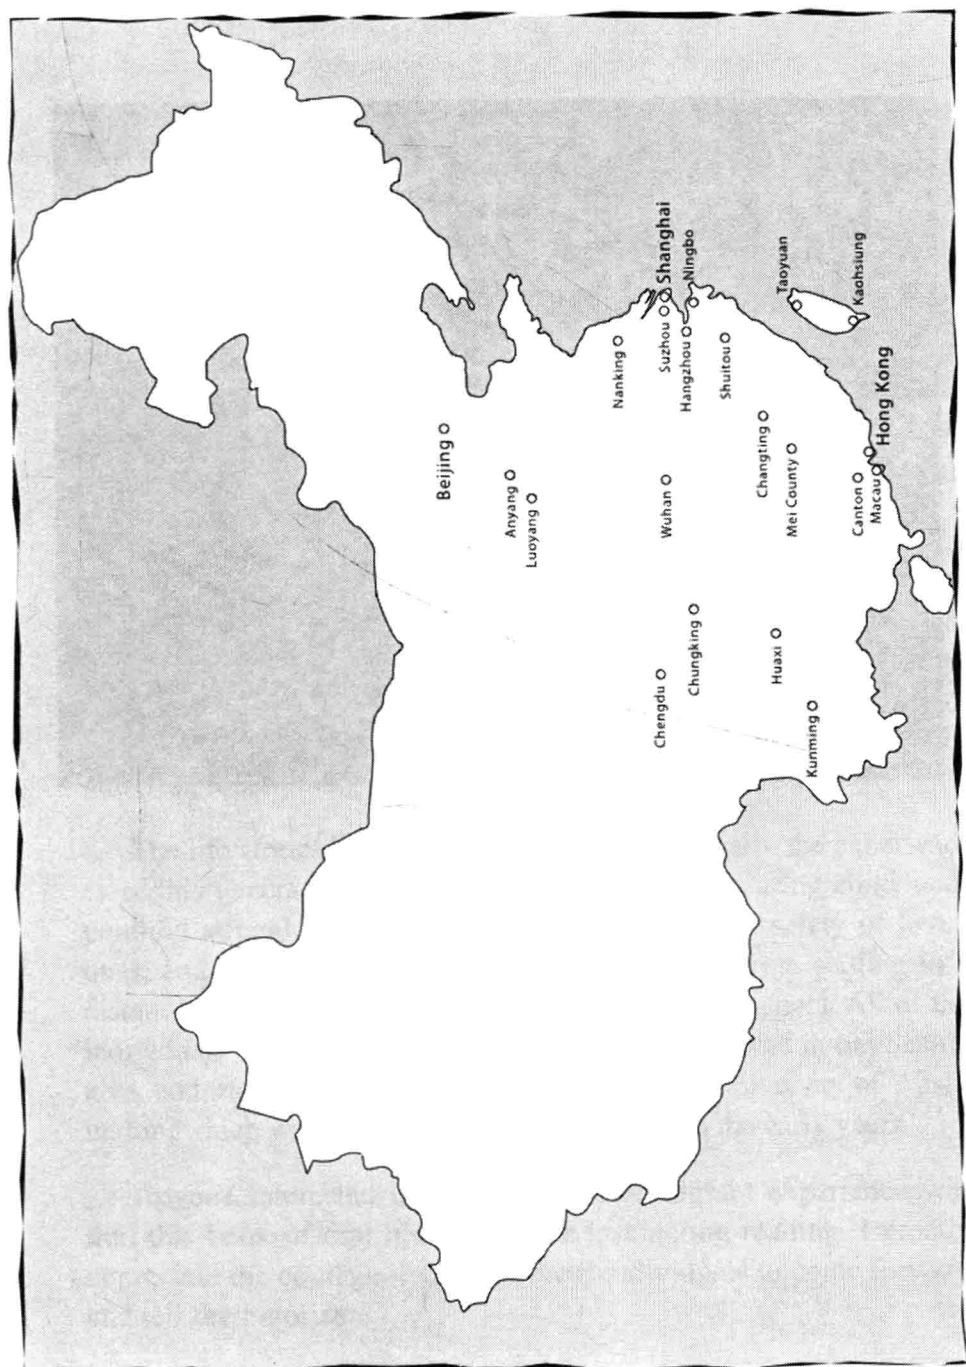 Beijing
Anyang
Luoyang
Nanking
Shanghai
Suzhou
Ningbo
Hangzhou
Shuitou
Wuhan
Chengdu
Chungking
Changting
Mei County
Taoyuan
Kaohsiung
Huaxi
Kunming
Canton
Macau
Hong Kong